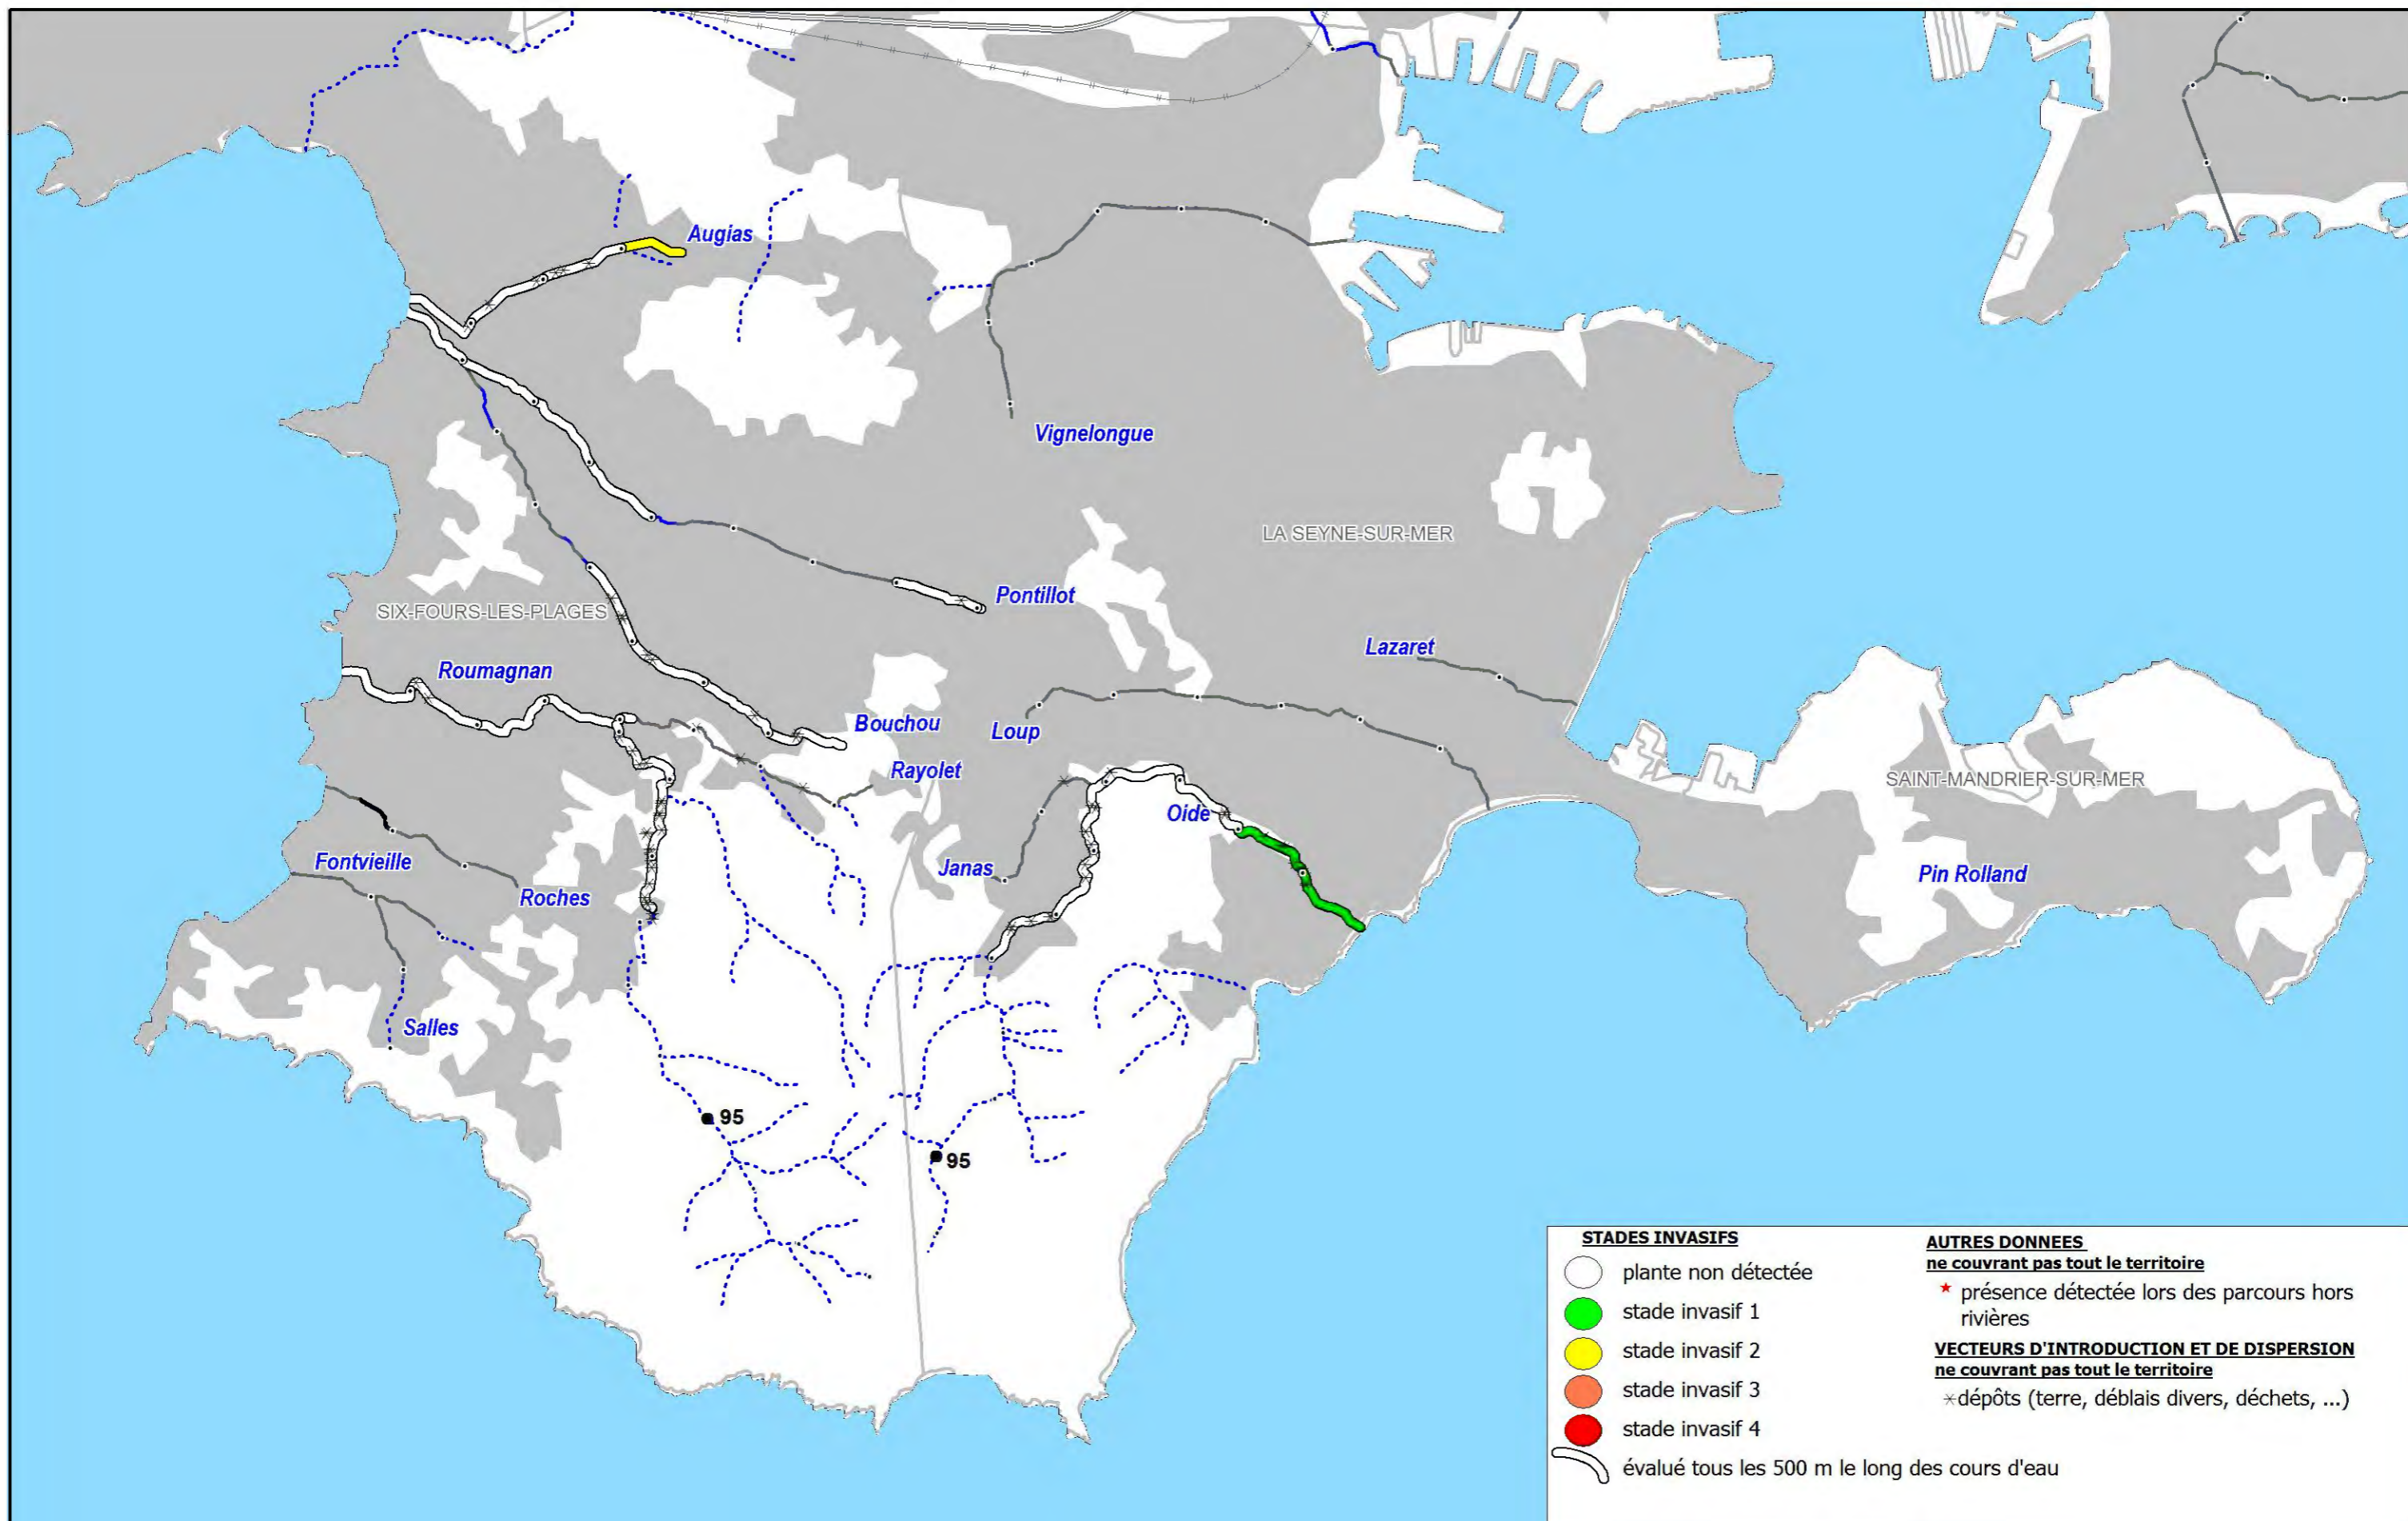 Augias
Vignelongue
LA SEYNE-SUR-MER
Pontillot
SIX-FOURS-LES-PLAGES
Lazaret
Roumagnan
Bouchou
Loup
Rayolet
SAINT-MANDRIER-SUR-MER
Oide
Fontvieille
Janas
Pin Rolland
Roches
Salles
95
95
STADES INVASIFS
plante non détectée
stade invasif 1
stade invasif 2
stade invasif 3
stade invasif 4
évalué tous les 500 m le long des cours d'eau
AUTRES DONNEES
ne couvrant pas tout le territoire
présence détectée lors des parcours hors
rivières
VECTEURS D'INTRODUCTION ET DE DISPERSION
ne couvrant pas tout le territoire
dépôts (terre, déblais divers, déchets, ...)